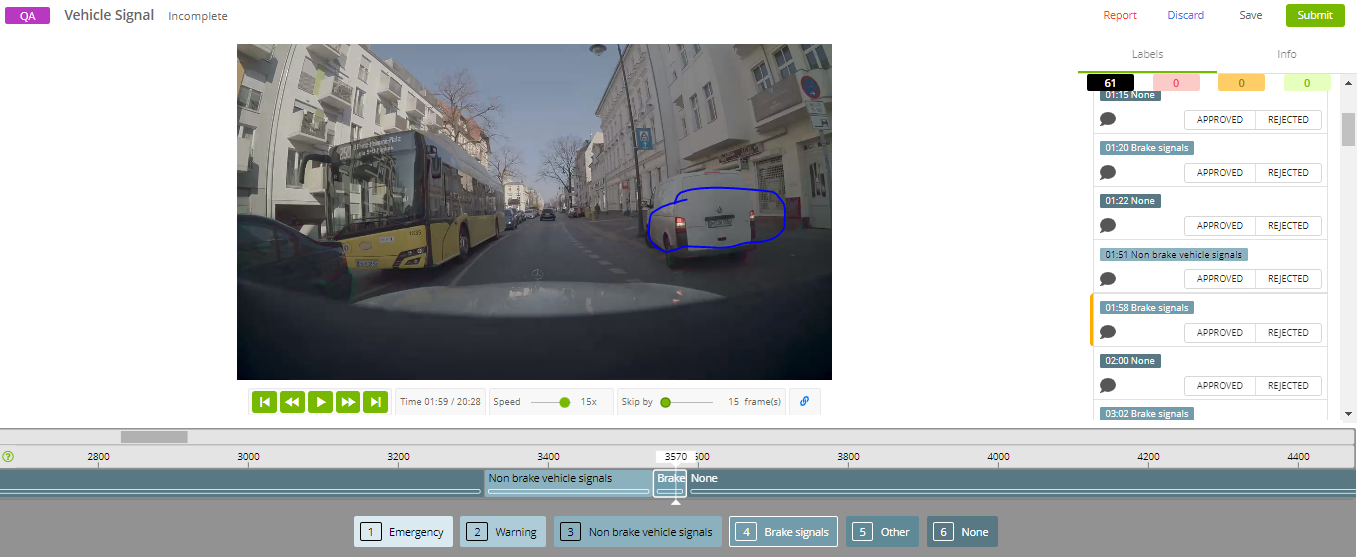 QA Vehicle Signal Incomplete Report Discard Save Submit
Labels Info
61 0 0 0
01:15 None
APPROVED REJECTED
01:20 Brake signals
APPROVED REJECTED
01:22 None
APPROVED REJECTED
01:51 Non brake vehicle signals
APPROVED REJECTED
01:58 Brake signals
APPROVED REJECTED
02:00 None
APPROVED REJECTED
03:02 Brake signals
Time 01:59 / 20:28 Speed 15x Skip by 15 frame(s)
? 2800 3000 3200 3400 3570 3800 4000 4200 4400
Non brake vehicle signals Brake None
1 Emergency 2 Warning 3 Non brake vehicle signals 4 Brake signals 5 Other 6 None